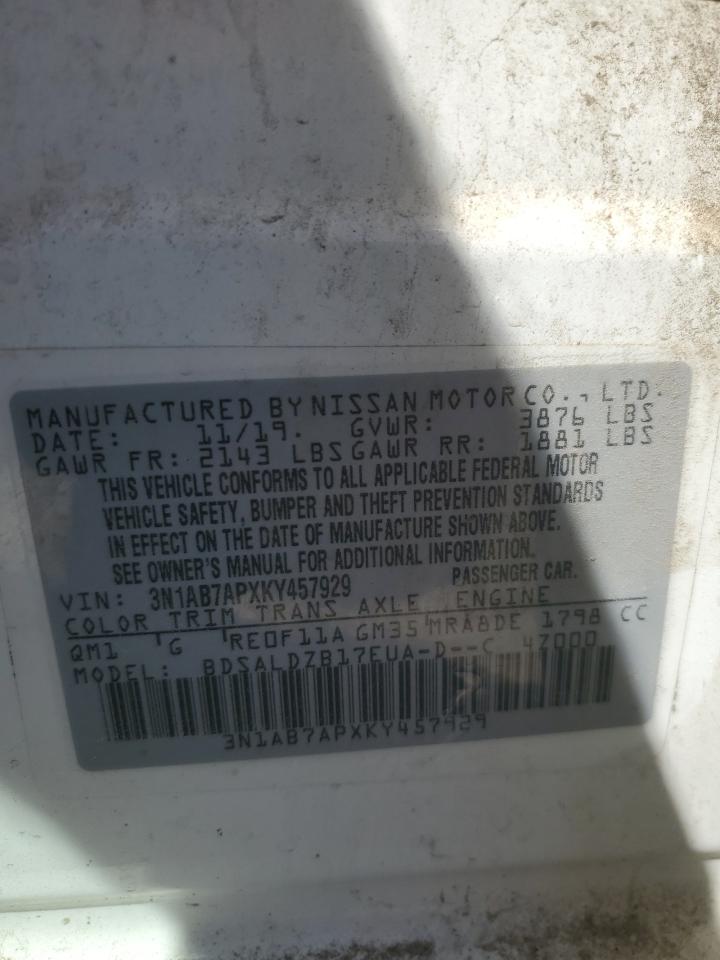 MANUFACTURED BY NISSAN MOTOR CO., LTD.
DATE: 11/19. GVWR: 3876 LBS
GAWR FR: 2143 LBS GAWR RR: 1881 LBS
THIS VEHICLE CONFORMS TO ALL APPLICABLE FEDERAL MOTOR
VEHICLE SAFETY, BUMPER AND THEFT PREVENTION STANDARDS
IN EFFECT ON THE DATE OF MANUFACTURE SHOWN ABOVE.
SEE OWNER'S MANUAL FOR ADDITIONAL INFORMATION.
VIN: 3N1AB7APXKY457929 PASSENGER CAR.
COLOR TRIM TRANS AXLE ENGINE
QM1 G RE0F11A GM35 MRA8DE 1798 CC
MODEL: BDSALDZB17EUA-D--C 47000
3N1AB7APXKY457929